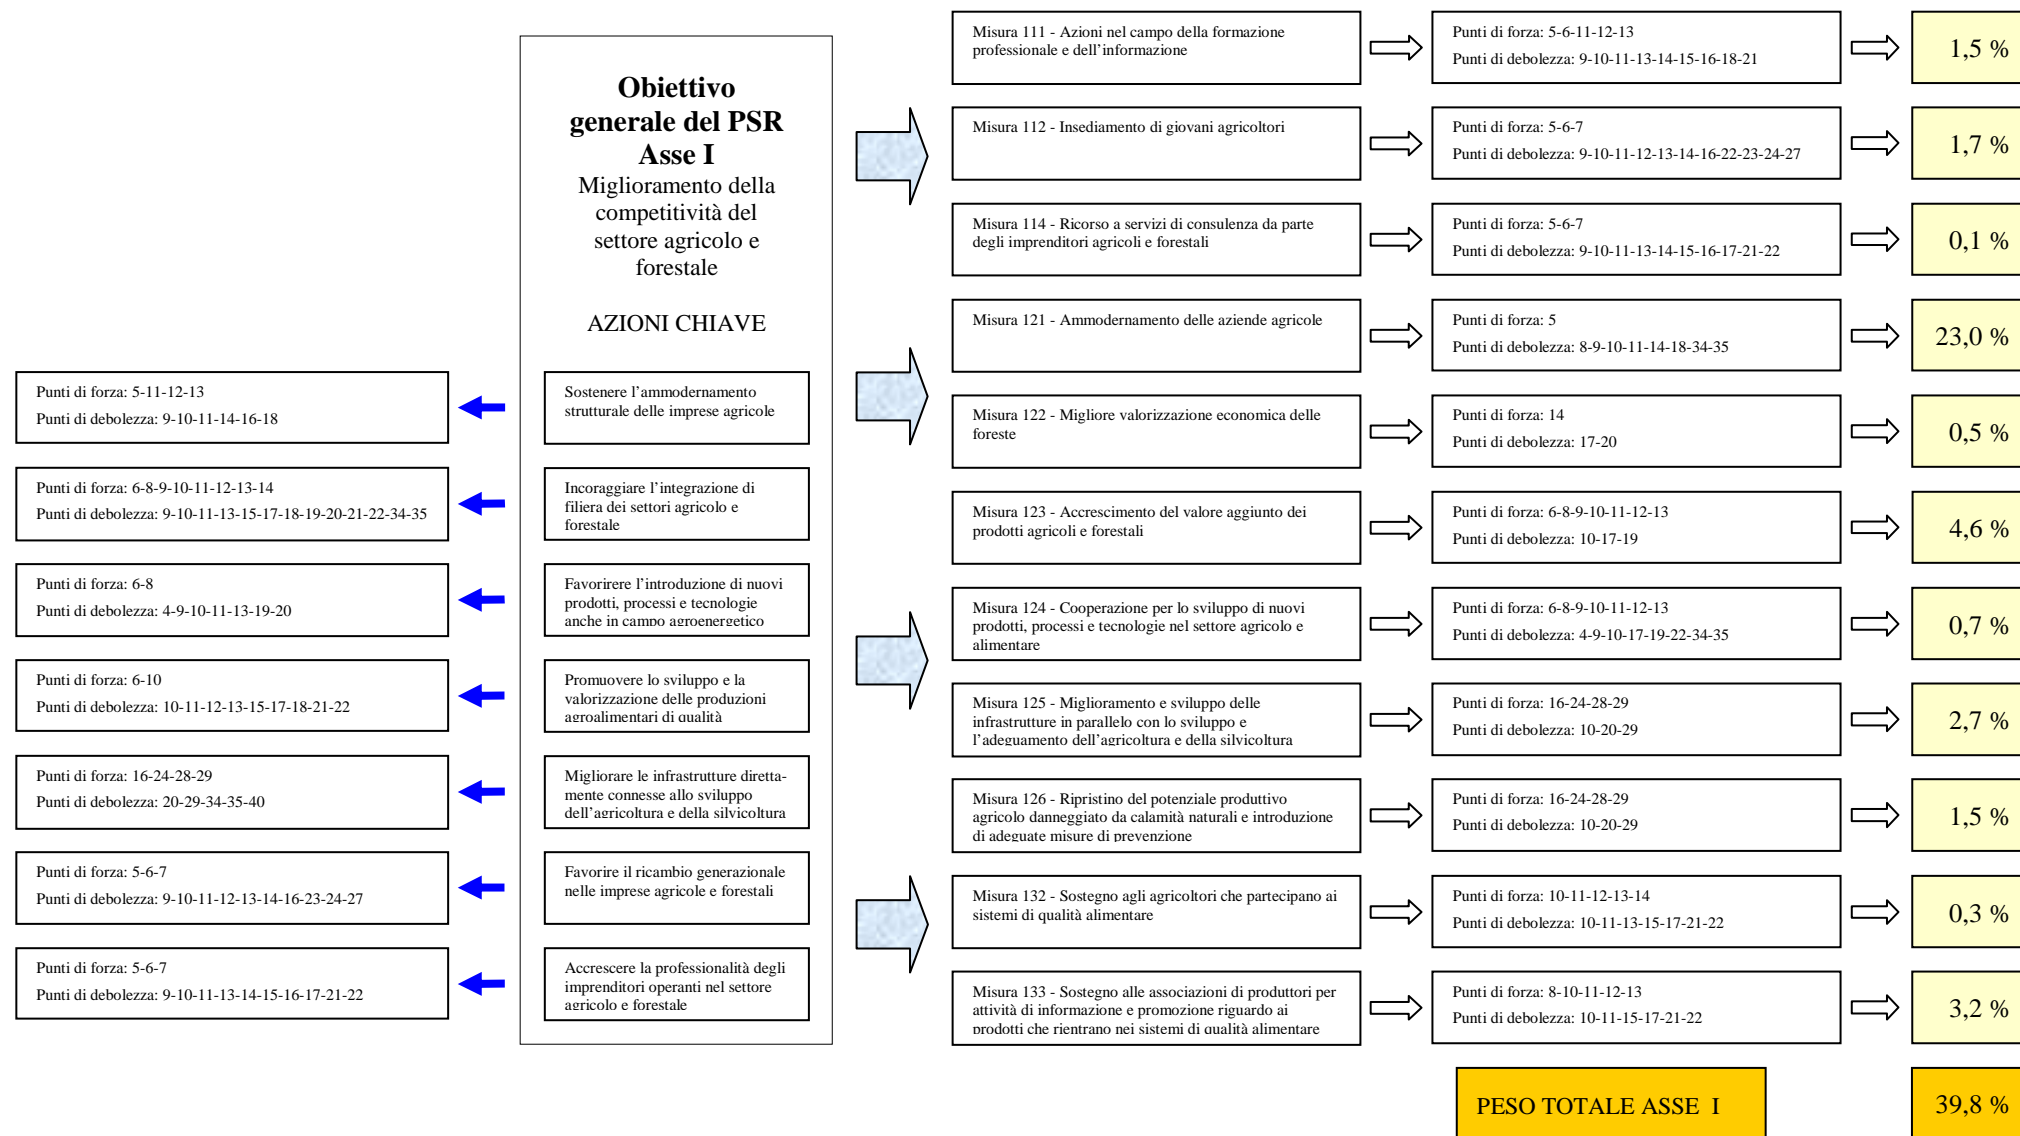 Obiettivo
generale del PSR
Asse I
Miglioramento della
competitività del
settore agricolo e
forestale
AZIONI CHIAVE
Punti di forza: 5-11-12-13
Punti di debolezza: 9-10-11-14-16-18
Sostenere l’ammodernamento
strutturale delle imprese agricole
Punti di forza: 6-8-9-10-11-12-13-14
Punti di debolezza: 9-10-11-13-15-17-18-19-20-21-22-34-35
Incoraggiare l’integrazione di
filiera dei settori agricolo e
forestale
Punti di forza: 6-8
Punti di debolezza: 4-9-10-11-13-19-20
Favorirere l’introduzione di nuovi
prodotti, processi e tecnologie
anche in campo agroenergetico
Punti di forza: 6-10
Punti di debolezza: 10-11-12-13-15-17-18-21-22
Promuovere lo sviluppo e la
valorizzazione delle produzioni
agroalimentari di qualità
Punti di forza: 16-24-28-29
Punti di debolezza: 20-29-34-35-40
Migliorare le infrastrutture diretta-
mente connesse allo sviluppo
dell’agricoltura e della silvicoltura
Punti di forza: 5-6-7
Punti di debolezza: 9-10-11-12-13-14-16-23-24-27
Favorire il ricambio generazionale
nelle imprese agricole e forestali
Punti di forza: 5-6-7
Punti di debolezza: 9-10-11-13-14-15-16-17-21-22
Accrescere la professionalità degli
imprenditori operanti nel settore
agricolo e forestale
Misura 111 - Azioni nel campo della formazione
professionale e dell’informazione
Punti di forza: 5-6-11-12-13
Punti di debolezza: 9-10-11-13-14-15-16-18-21
1,5 %
Misura 112 - Insediamento di giovani agricoltori
Punti di forza: 5-6-7
Punti di debolezza: 9-10-11-12-13-14-16-22-23-24-27
1,7 %
Misura 114 - Ricorso a servizi di consulenza da parte
degli imprenditori agricoli e forestali
Punti di forza: 5-6-7
Punti di debolezza: 9-10-11-13-14-15-16-17-21-22
0,1 %
Misura 121 - Ammodernamento delle aziende agricole
Punti di forza: 5
Punti di debolezza: 8-9-10-11-14-18-34-35
23,0 %
Misura 122 - Migliore valorizzazione economica delle
foreste
Punti di forza: 14
Punti di debolezza: 17-20
0,5 %
Misura 123 - Accrescimento del valore aggiunto dei
prodotti agricoli e forestali
Punti di forza: 6-8-9-10-11-12-13
Punti di debolezza: 10-17-19
4,6 %
Misura 124 - Cooperazione per lo sviluppo di nuovi
prodotti, processi e tecnologie nel settore agricolo e
alimentare
Punti di forza: 6-8-9-10-11-12-13
Punti di debolezza: 4-9-10-17-19-22-34-35
0,7 %
Misura 125 - Miglioramento e sviluppo delle
infrastrutture in parallelo con lo sviluppo e
l’adeguamento dell’agricoltura e della silvicoltura
Punti di forza: 16-24-28-29
Punti di debolezza: 10-20-29
2,7 %
Misura 126 - Ripristino del potenziale produttivo
agricolo danneggiato da calamità naturali e introduzione
di adeguate misure di prevenzione
Punti di forza: 16-24-28-29
Punti di debolezza: 10-20-29
1,5 %
Misura 132 - Sostegno agli agricoltori che partecipano ai
sistemi di qualità alimentare
Punti di forza: 10-11-12-13-14
Punti di debolezza: 10-11-13-15-17-21-22
0,3 %
Misura 133 - Sostegno alle associazioni di produttori per
attività di informazione e promozione riguardo ai
prodotti che rientrano nei sistemi di qualità alimentare
Punti di forza: 8-10-11-12-13
Punti di debolezza: 10-11-15-17-21-22
3,2 %
PESO TOTALE ASSE I
39,8 %